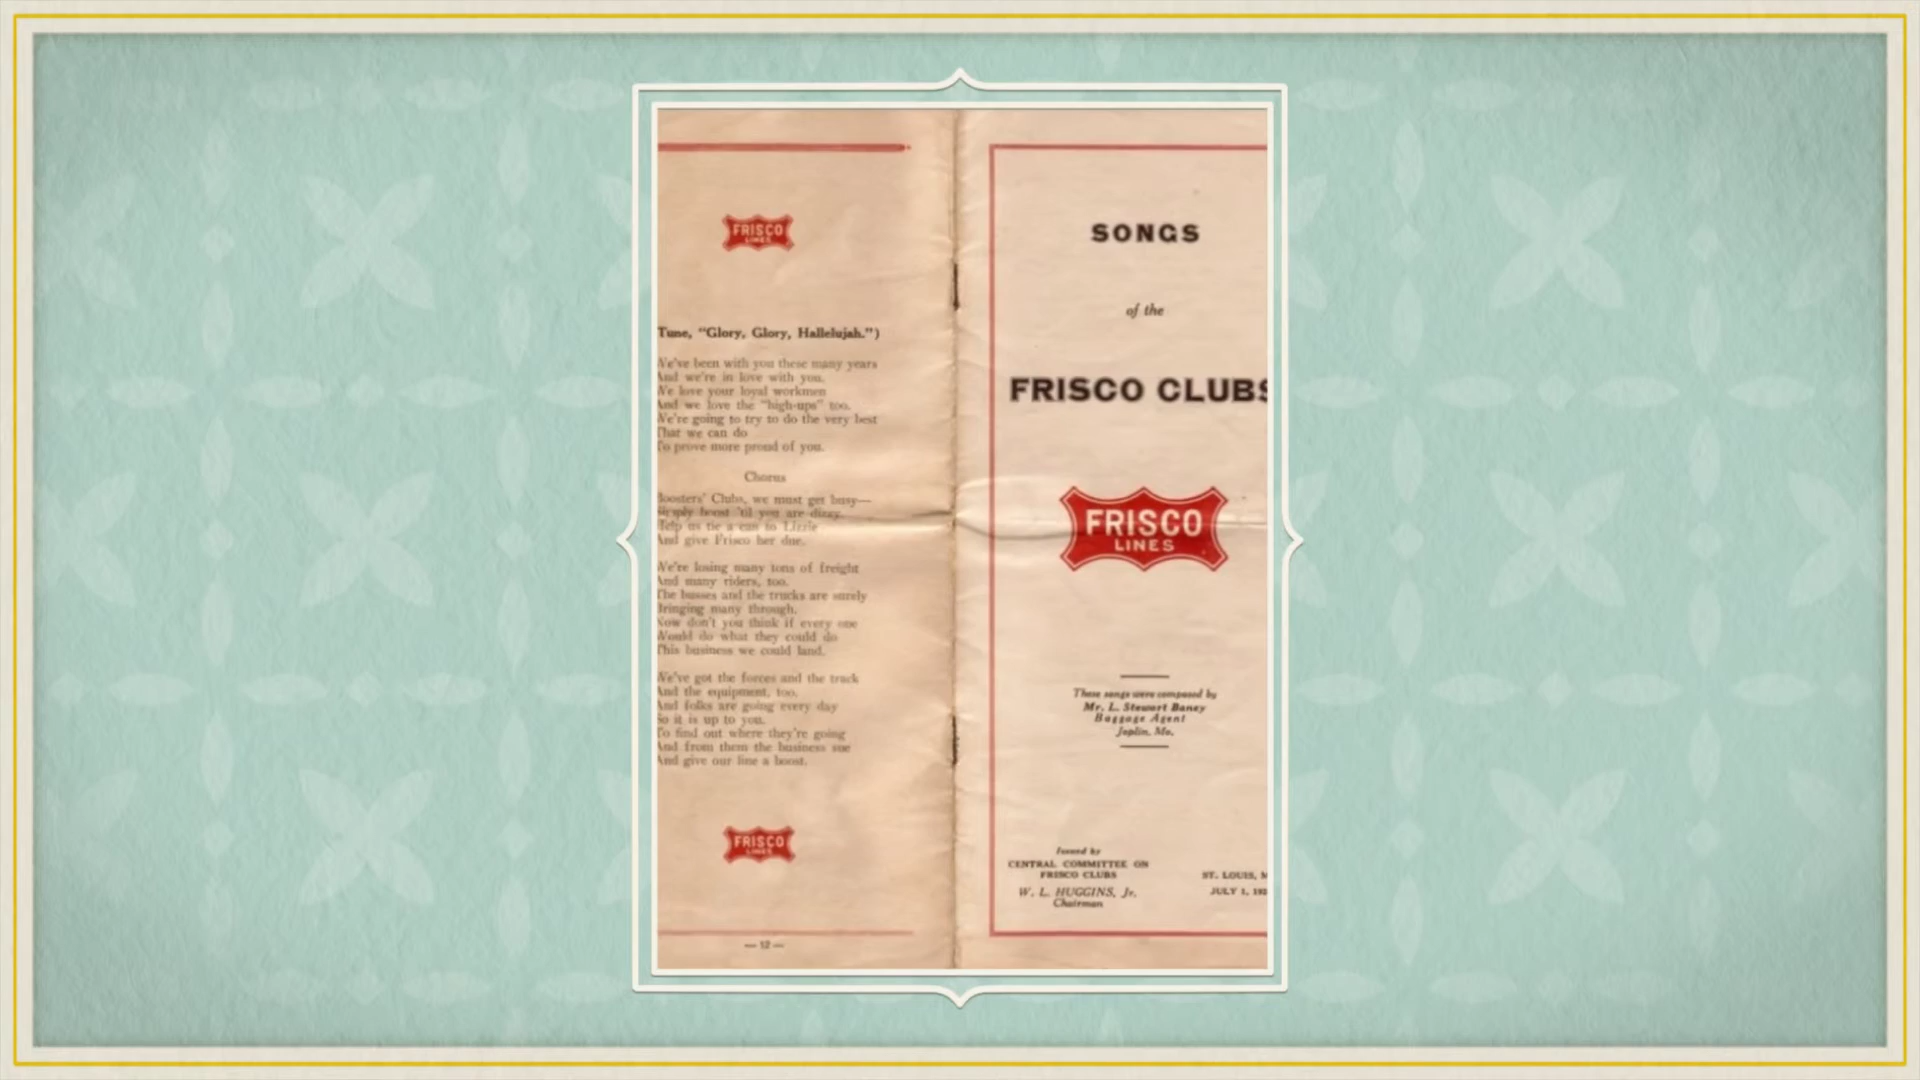 FRISCO
LINES
Tune, "Glory, Glory, Hallelujah.")
We've been with you these many years
And we're in love with you.
We love your loyal workmen
And we love the "high-ups" too.
We're going to try to do the very best
That we can do
To prove more proud of you.
Chorus
Boosters' Clubs, we must get busy—
Simply boost 'til you are dizzy.
Help us tie a can to Lizzie
And give Frisco her due.
We're losing many tons of freight
And many riders, too.
The busses and the trucks are surely
Bringing many through.
Now don't you think if every one
Would do what they could do
This business we could land.
We've got the forces and the track
And the equipment, too.
And folks are going every day
So it is up to you.
To find out where they're going
And from them the business sue
And give our line a boost.
FRISCO
LINES
— 12 —
SONGS
of the
FRISCO CLUBS
FRISCO
LINES
These songs were composed by
Mr. L. Stewart Baney
Baggage Agent
Joplin, Mo.
Issued by
CENTRAL COMMITTEE ON
FRISCO CLUBS
W. L. HUGGINS, Jr.
Chairman
ST. LOUIS, M
JULY 1, 193